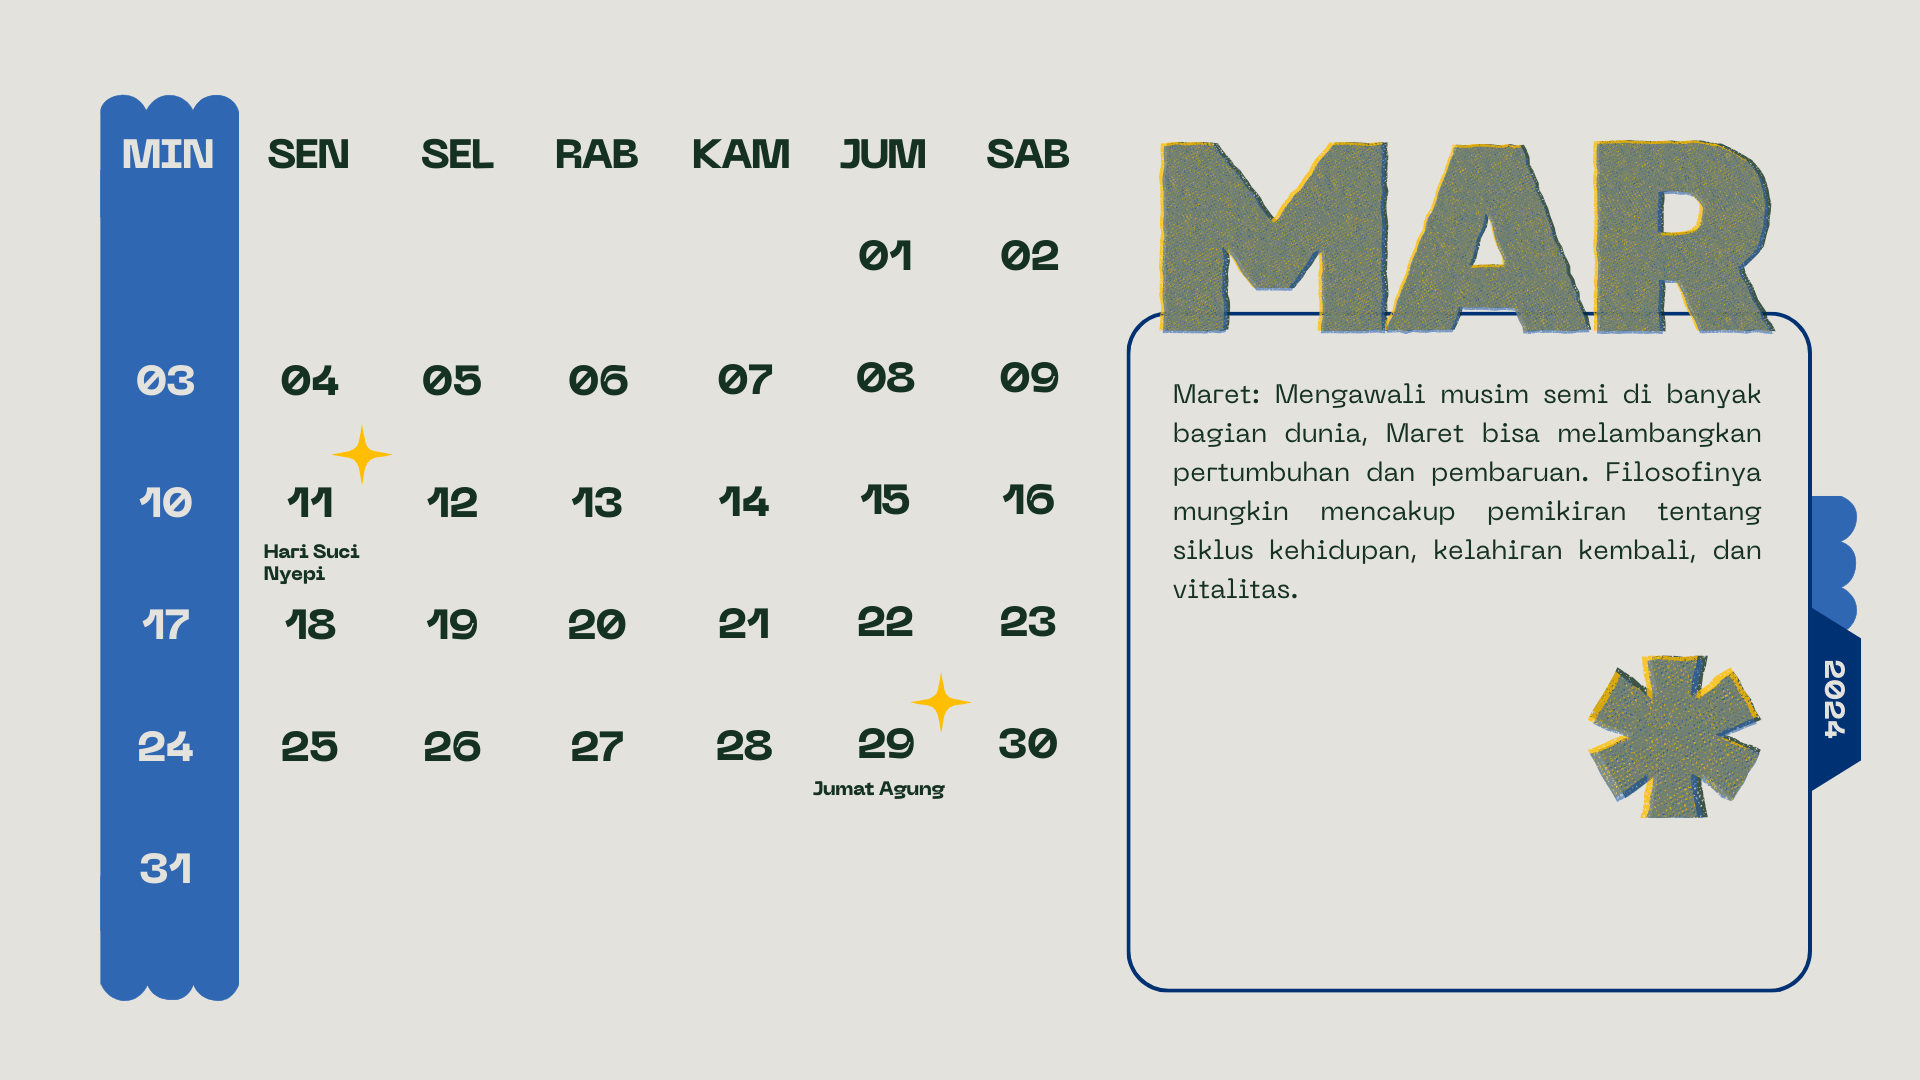 MIN SEN SEL RAB KAM JUM SAB
01 02
03 04 05 06 07 08 09
10 11 12 13 14 15 16
Hari Suci
Nyepi
17 18 19 20 21 22 23
24 25 26 27 28 29 30
Jumat Agung
31
MAR
Maret: Mengawali musim semi di banyak
bagian dunia, Maret bisa melambangkan
pertumbuhan dan pembaruan. Filosofinya
mungkin mencakup pemikiran tentang
siklus kehidupan, kelahiran kembali, dan
vitalitas.
2024